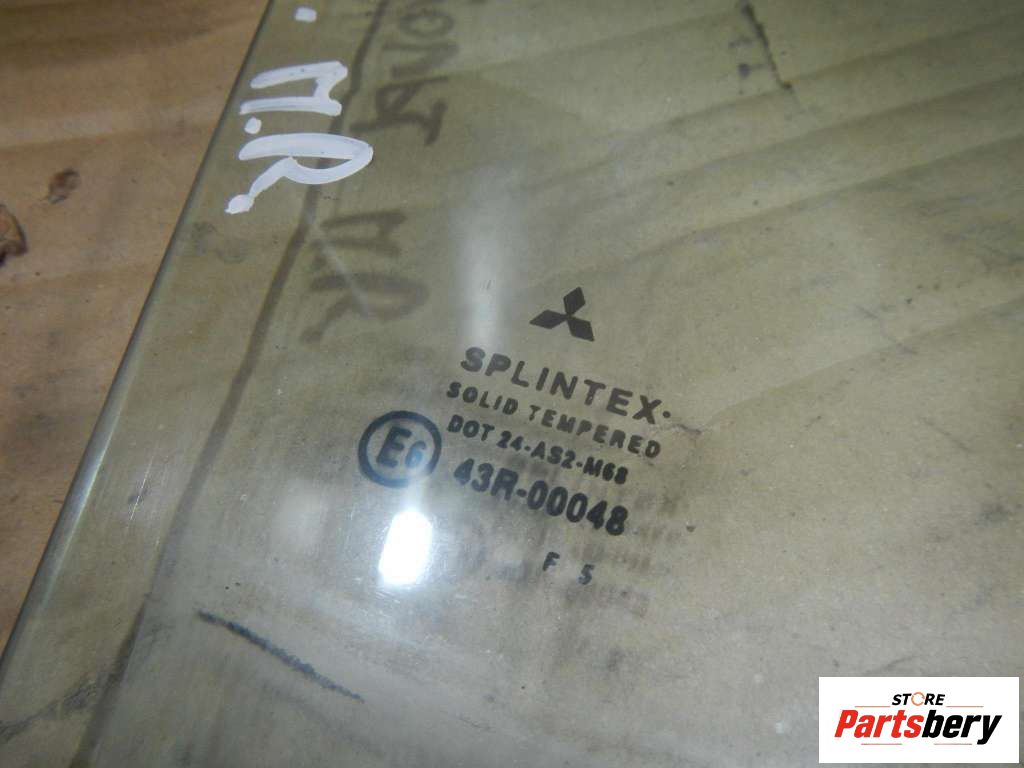 M.R.
SPLINTEX.
SOLID TEMPERED
DOT 24-AS2-M68
E6
43R-00048
F 5
STORE
Partsbery